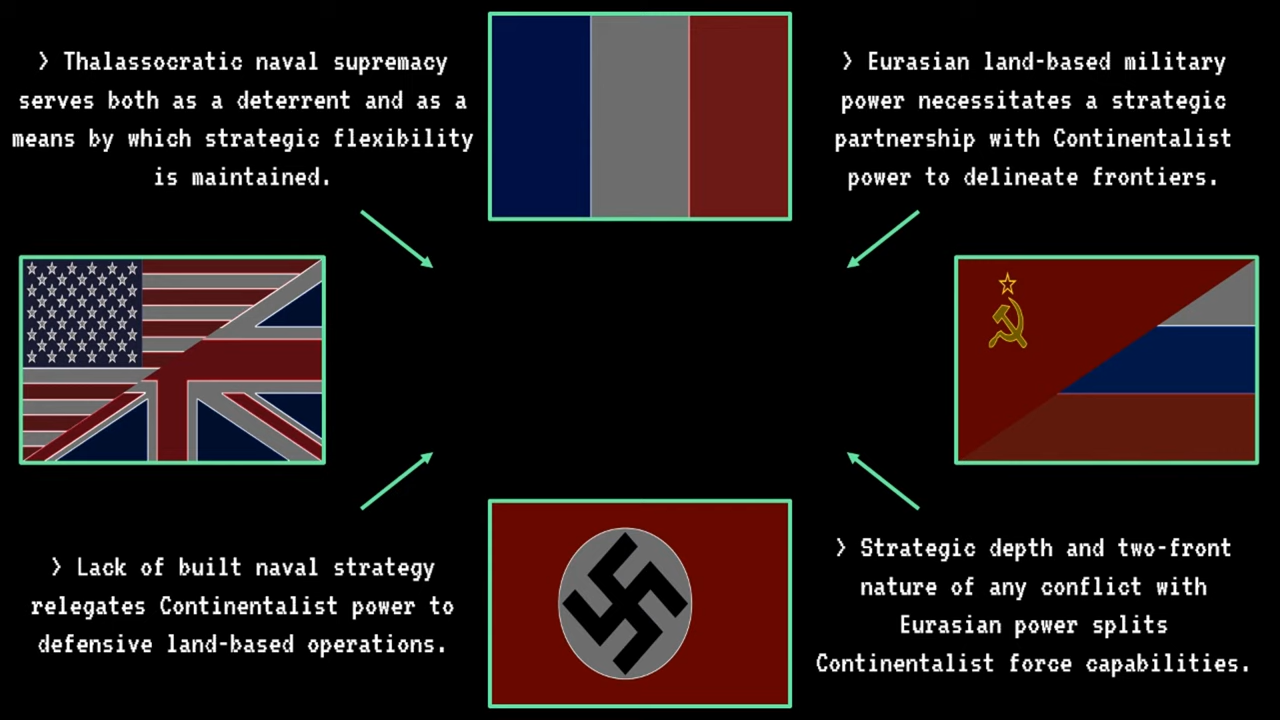 > Thalassocratic naval supremacy
serves both as a deterrent and as a
means by which strategic flexibility
is maintained.
> Eurasian land-based military
power necessitates a strategic
partnership with Continentalist
power to delineate frontiers.
> Lack of built naval strategy
relegates Continentalist power to
defensive land-based operations.
> Strategic depth and two-front
nature of any conflict with
Eurasian power splits
Continentalist force capabilities.